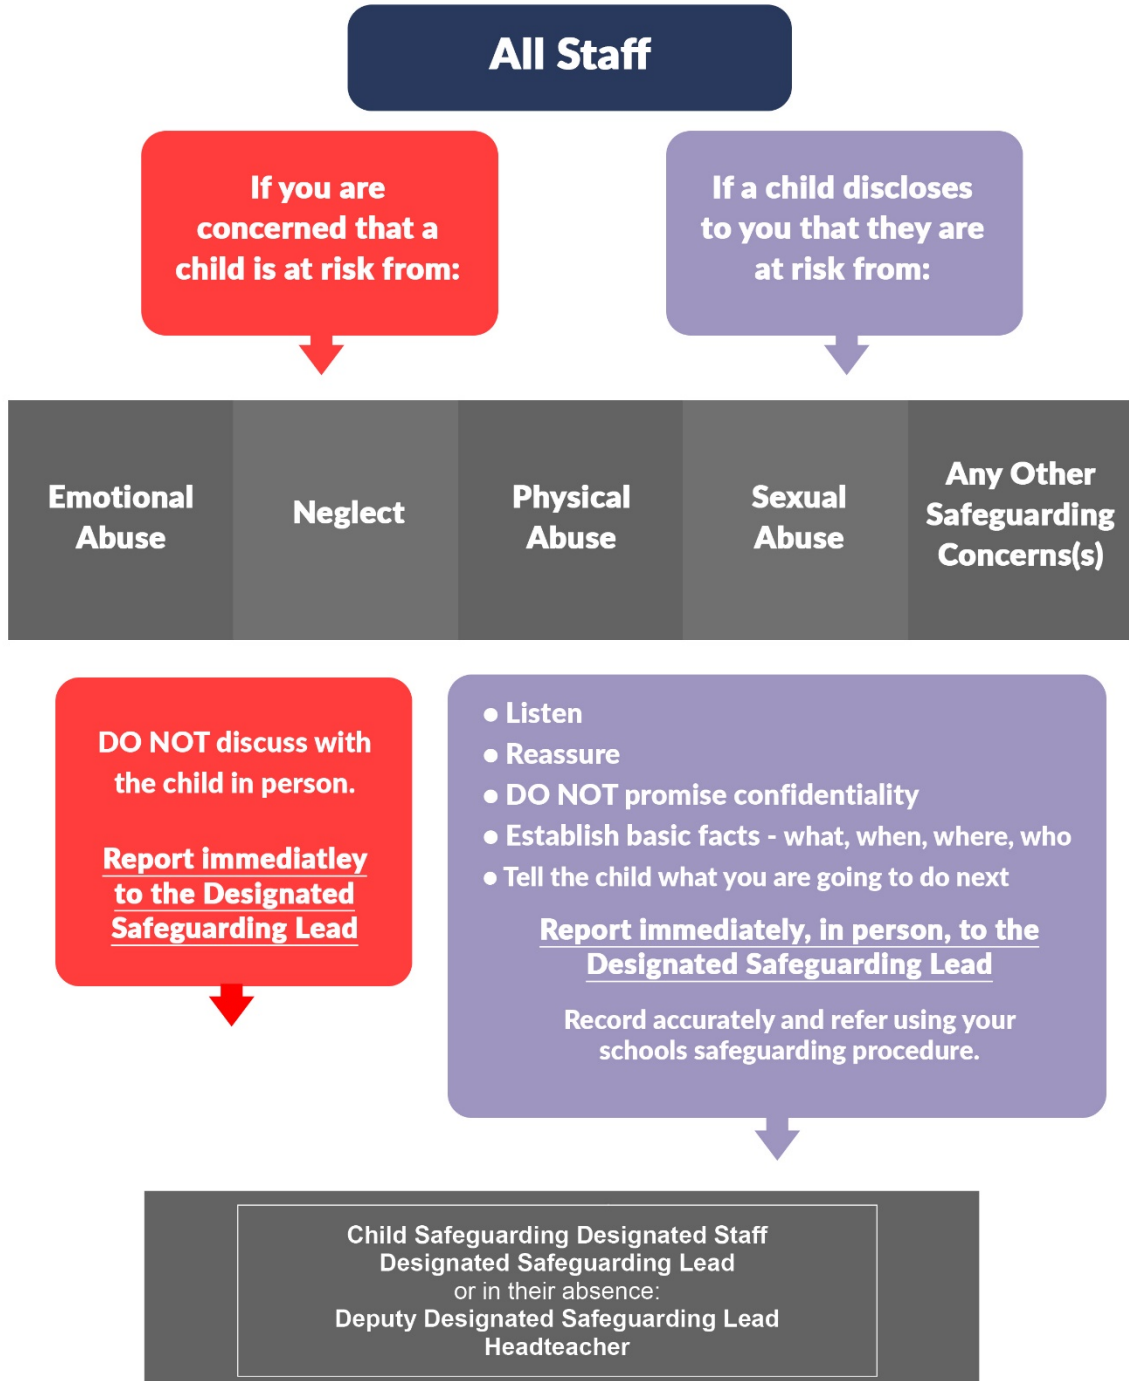 All Staff
If you are
concerned that a
child is at risk from:
If a child discloses
to you that they are
at risk from:
Emotional
Abuse
Neglect
Physical
Abuse
Sexual
Abuse
Any Other
Safeguarding
Concerns(s)
DO NOT discuss with
the child in person.
Report immediatley
to the Designated
Safeguarding Lead
● Listen
● Reassure
● DO NOT promise confidentiality
● Establish basic facts - what, when, where, who
● Tell the child what you are going to do next
Report immediately, in person, to the
Designated Safeguarding Lead
Record accurately and refer using your
schools safeguarding procedure.
Child Safeguarding Designated Staff
Designated Safeguarding Lead
or in their absence:
Deputy Designated Safeguarding Lead
Headteacher